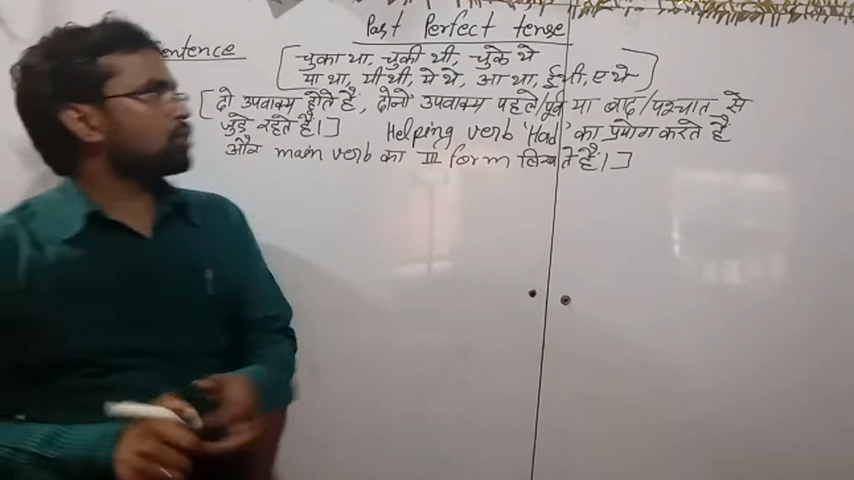 Past Perfect tense
entence
[चुका था, चुकी थी, चुके थे
या था, यी थी, ये थे, आ था, ई थी, ए थे]
[दो उपवाक्य होते हैं, दोनों उपवाक्य पहले/पूर्व या बाद/पश्चात से
जुड़े रहते हैं।] Helping verb 'Had' का प्रयोग करते हैं
और main verb का III form लिखते हैं।]